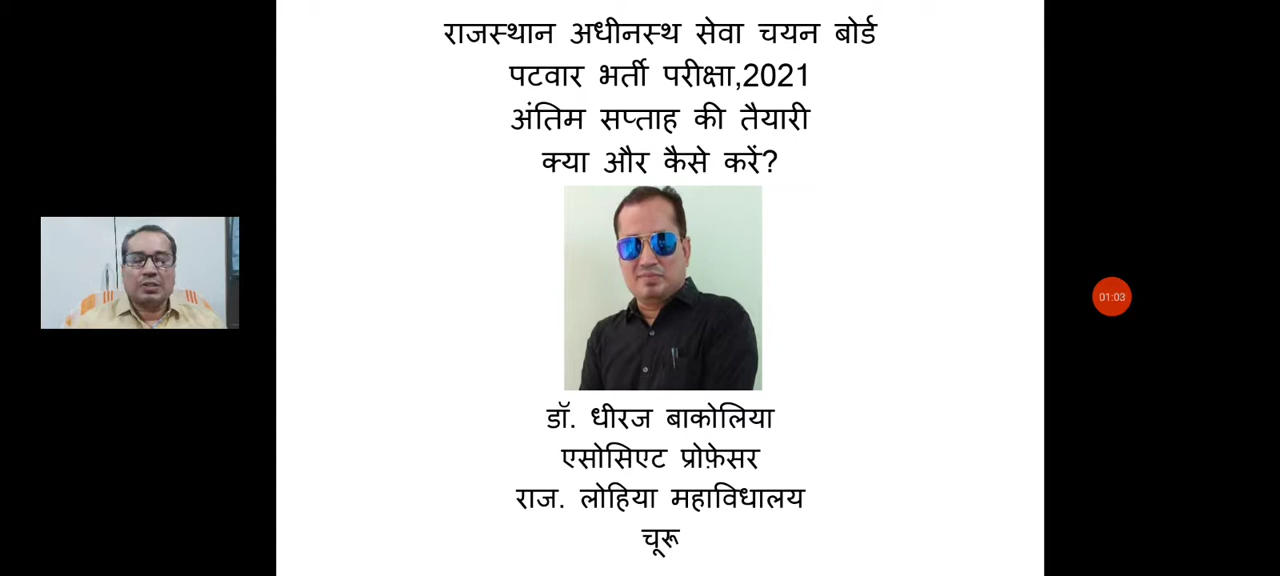 राजस्थान अधीनस्थ सेवा चयन बोर्ड
पटवार भर्ती परीक्षा,2021
अंतिम सप्ताह की तैयारी
क्या और कैसे करें?
डॉ. धीरज बाकोलिया
एसोसिएट प्रोफ़ेसर
राज. लोहिया महाविधालय
चूरू
01:03